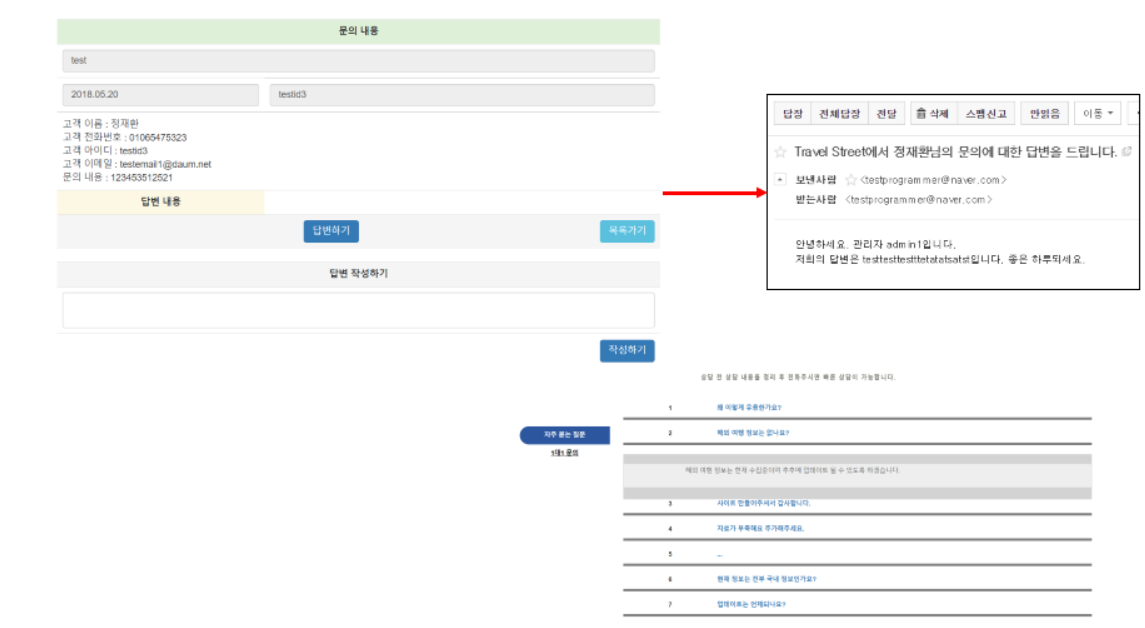 문의 내용
test
2018.05.20
testid3
고객 이름 : 정재환
고객 전화번호 : 01065475323
고객 아이디 : testid3
고객 이메일 : testemail1@daum.net
문의 내용 : 123453512521
답변 내용
답변하기
목록가기
답변 작성하기
작성하기
답장 전체답장 전달 삭제 스팸신고 안읽음 이동
Travel Street에서 정재환님의 문의에 대한 답변을 드립니다.
보낸사람 <testprogrammer@naver.com>
받는사람 <testprogrammer@naver.com>
안녕하세요. 관리자 admin1입니다.
저희의 답변은 testtesttesttetatatsatst입니다. 좋은 하루되세요.
상담 전 상담 내용을 정리 후 전화주시면 빠른 상담이 가능합니다.
자주 묻는 질문
1대1 문의
1 왜 이렇게 유용한가요?
2 해외 여행 정보는 없나요?
해외 여행 정보는 현재 수집중이며 추후에 업데이트 될 수 있도록 하겠습니다.
3 사이트 만들어주셔서 감사합니다.
4 자료가 부족해요 추가해주세요.
5 ...
6 현재 정보는 전부 국내 정보인가요?
7 업데이트는 언제되나요?